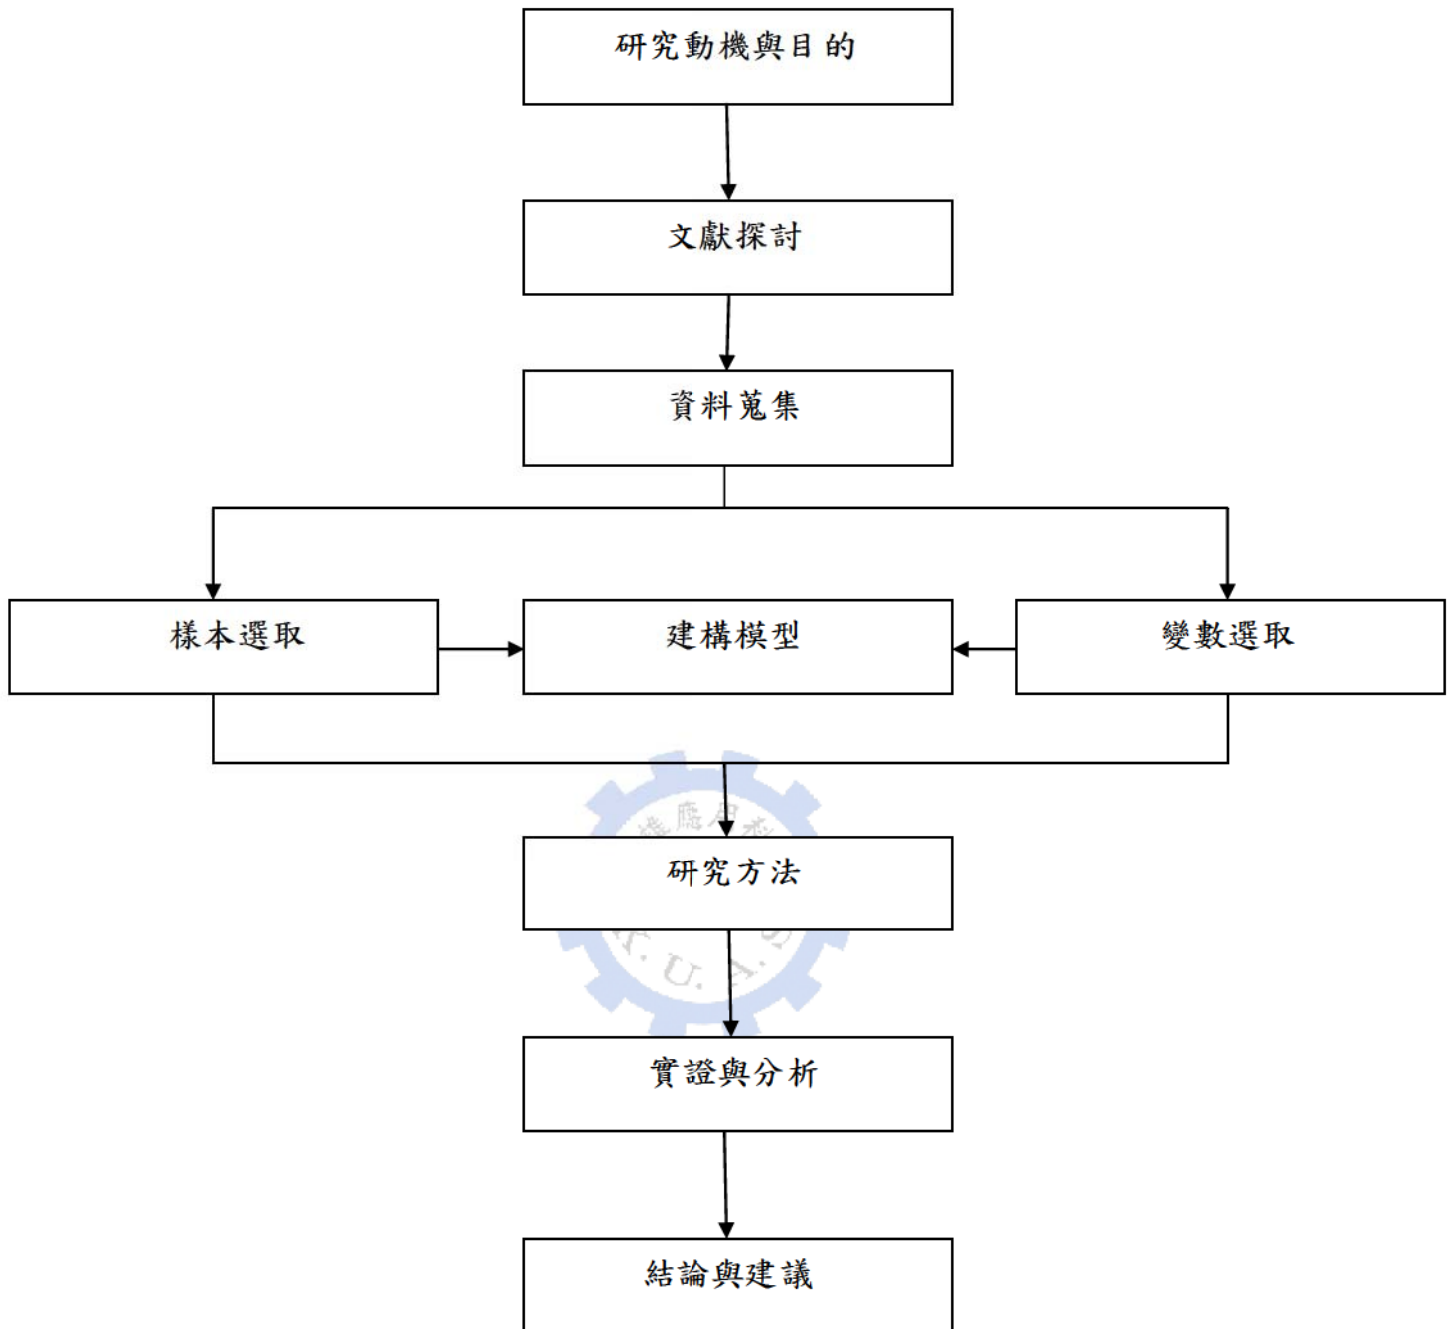 研究動機與目的
文獻探討
資料蒐集
樣本選取
建構模型
變數選取
應用
研究方法
U. A. S
實證與分析
結論與建議